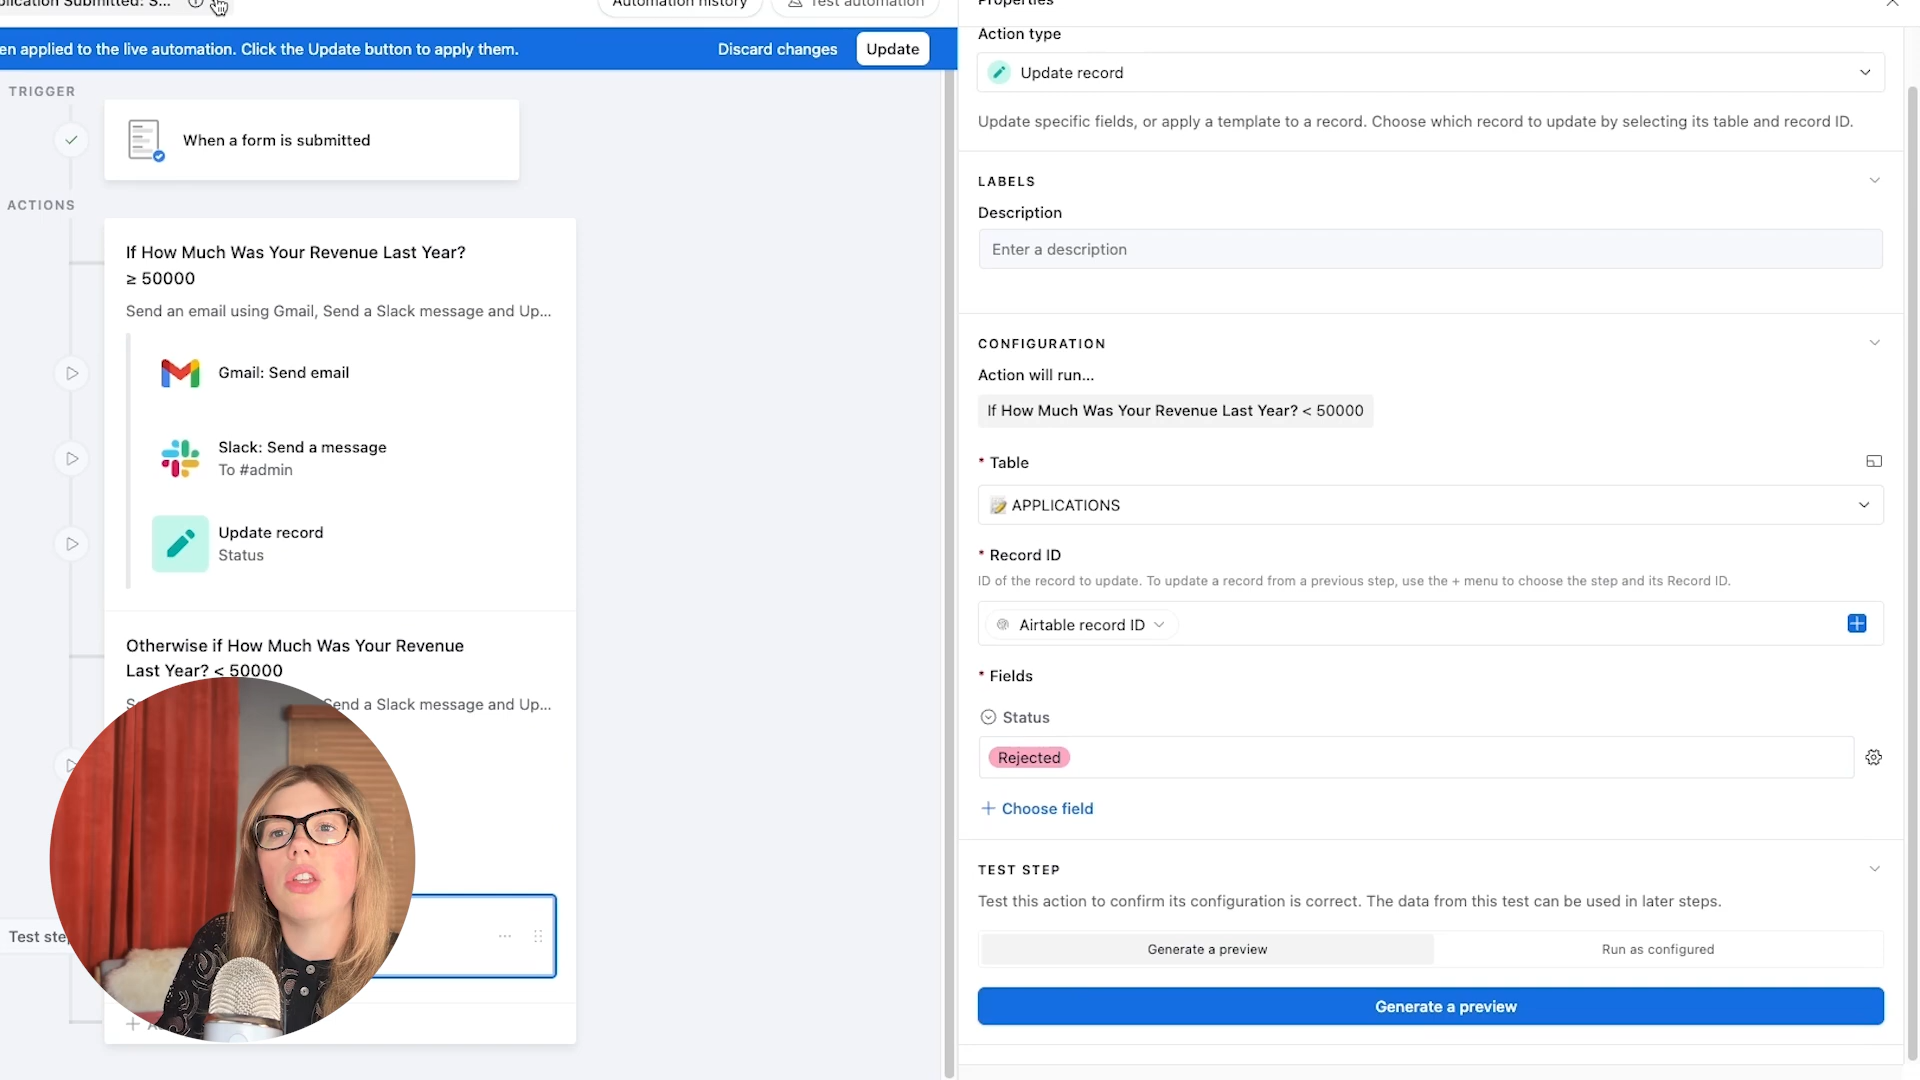 Submitted: S...
Automation history
Test automation
en applied to the live automation. Click the Update button to apply them.
Discard changes
Update
TRIGGER
When a form is submitted
ACTIONS
If How Much Was Your Revenue Last Year?
≥ 50000
Send an email using Gmail, Send a Slack message and Up...
Gmail: Send email
Slack: Send a message
To #admin
Update record
Status
Otherwise if How Much Was Your Revenue
Last Year? < 50000
Send a Slack message and Up...
Test
Properties
Action type
Update record
Update specific fields, or apply a template to a record. Choose which record to update by selecting its table and record ID.
LABELS
Description
Enter a description
CONFIGURATION
Action will run...
If How Much Was Your Revenue Last Year? < 50000
* Table
APPLICATIONS
* Record ID
ID of the record to update. To update a record from a previous step, use the + menu to choose the step and its Record ID.
Airtable record ID
* Fields
Status
Rejected
+ Choose field
TEST STEP
Test this action to confirm its configuration is correct. The data from this test can be used in later steps.
Generate a preview
Run as configured
Generate a preview